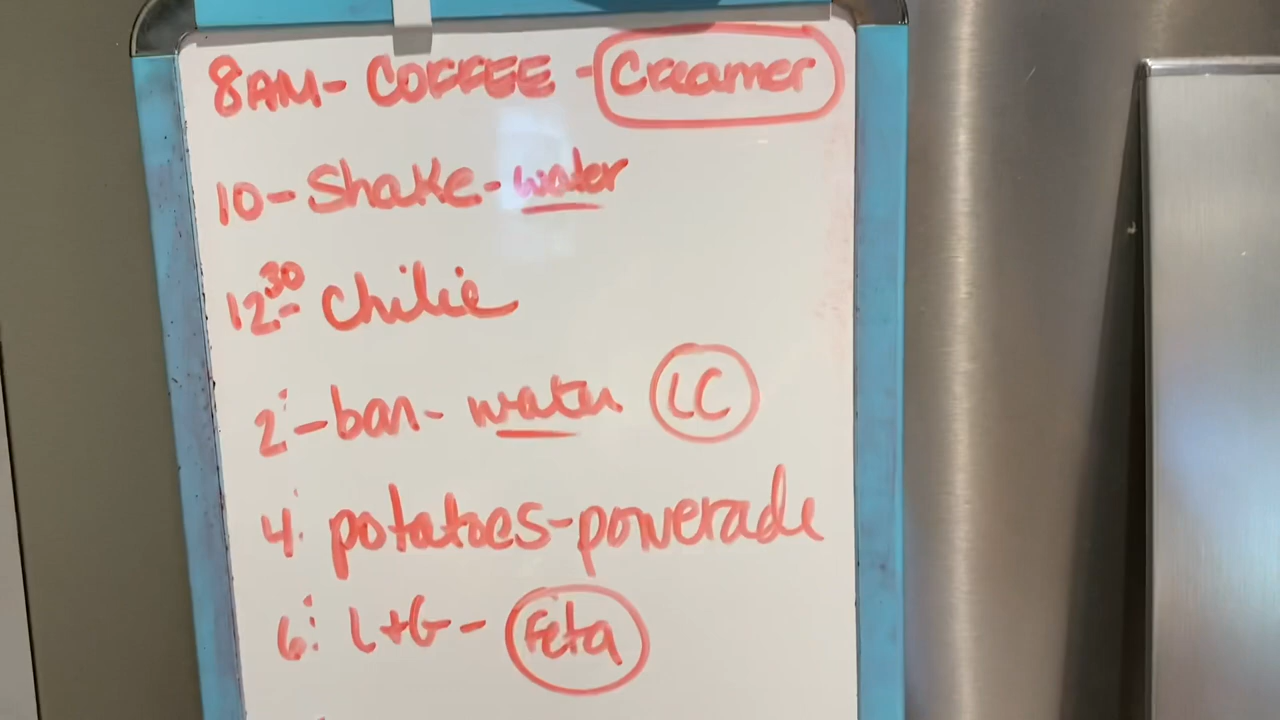 8AM- COFFEE - Creamer
10- Shake- water
12 30 Chilie
2:-bar- water LC
4: potatoes-powerade
6: L+G- Feta